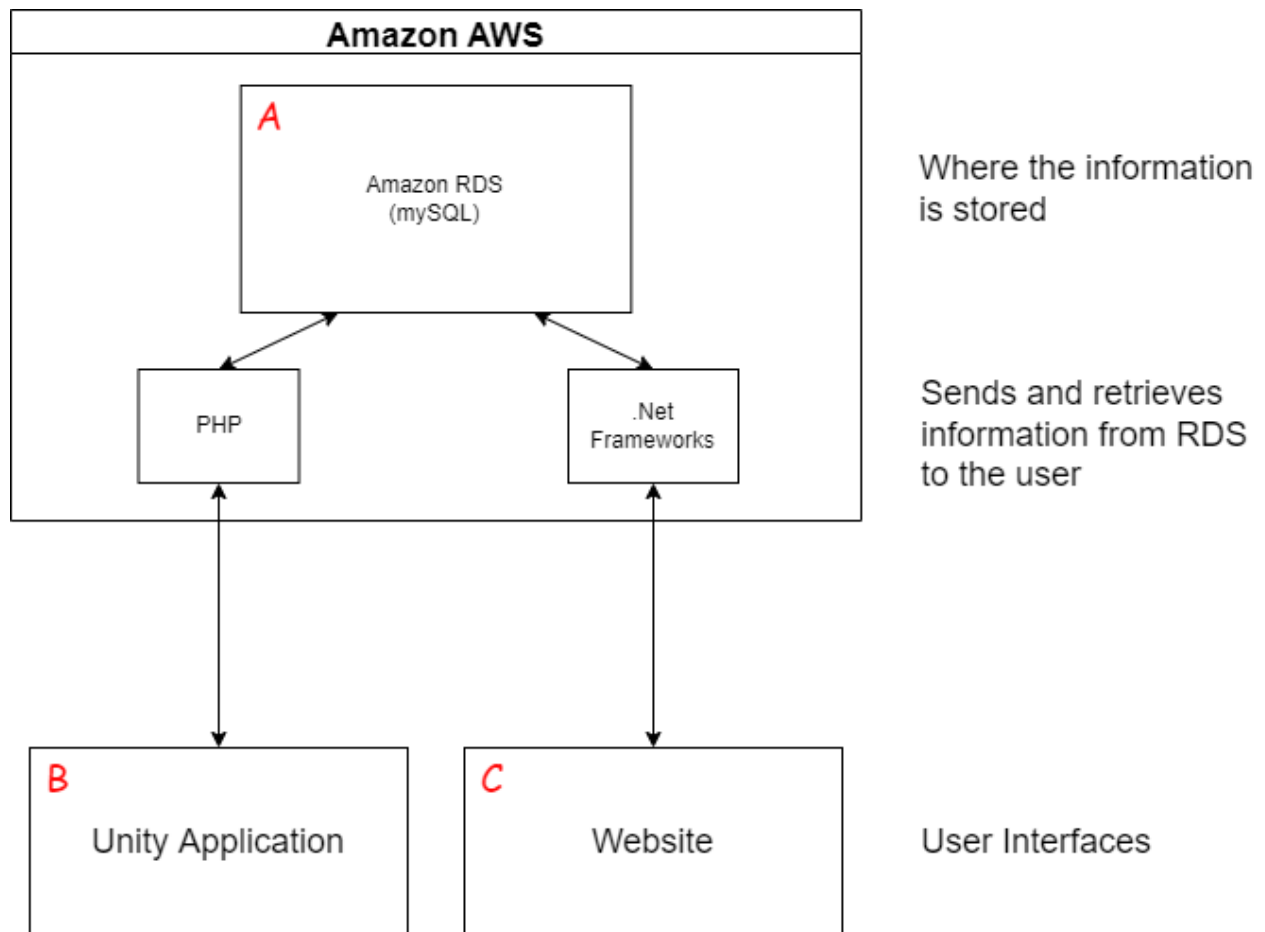 Amazon AWS
A
Amazon RDS
(mySQL)
Where the information
is stored
PHP
.Net
Frameworks
Sends and retrieves
information from RDS
to the user
B
Unity Application
C
Website
User Interfaces